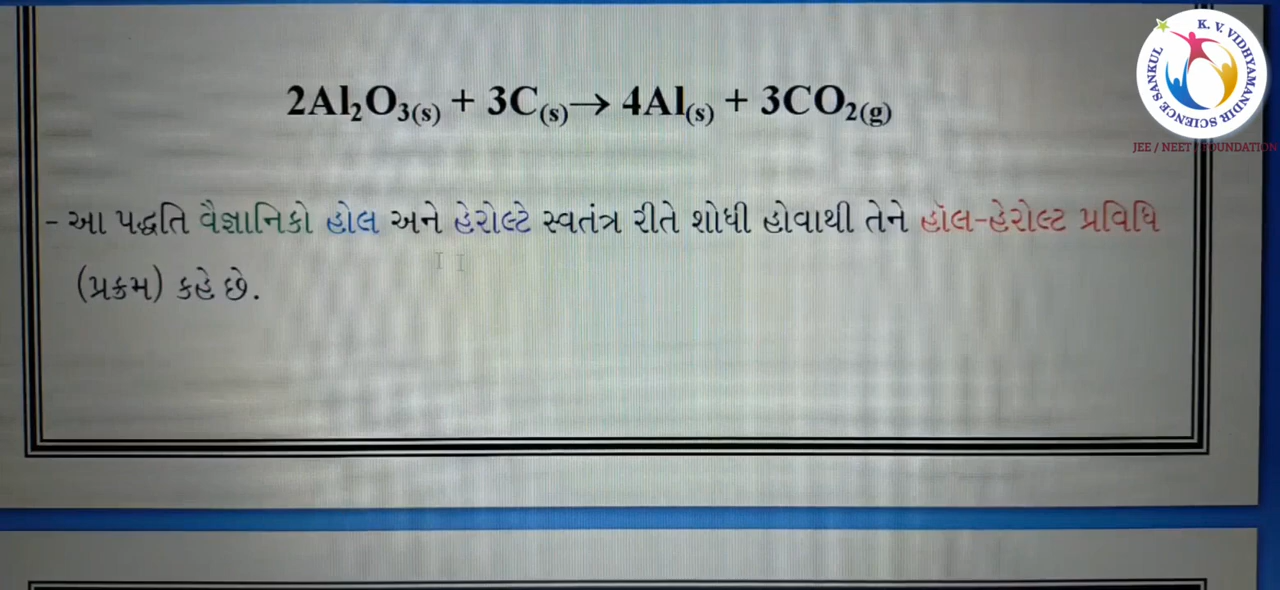 K. V. VIDHYAMANDIR SCIENCE SANKUL
JEE / NEET / FOUNDATION
2Al₂O₃(s) + 3C(s)→ 4Al(s) + 3CO₂(g)
- આ પદ્ધતિ વૈજ્ઞાનિકો હોલ અને હેરોલ્ટે સ્વતંત્ર રીતે શોધી હોવાથી તેને હૉલ-હેરોલ્ટ પ્રવિધિ
(પ્રક્રમ) કહે છે.